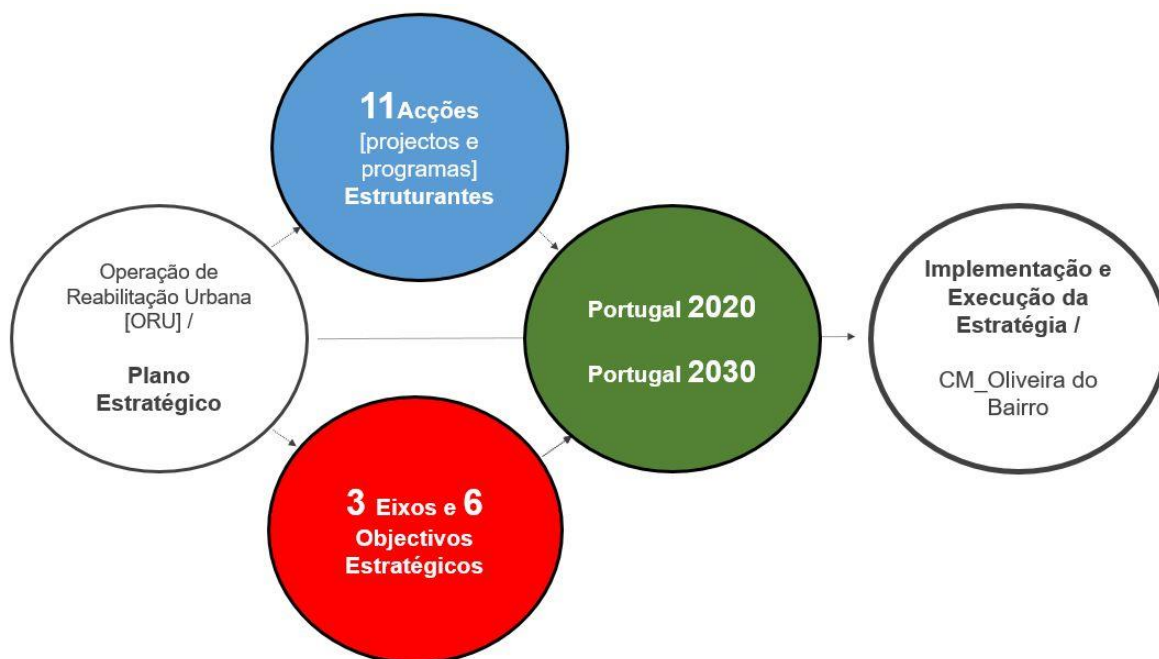 11Acções
[projectos e
programas]
Estruturantes
Operação de
Reabilitação Urbana
[ORU] /
Plano
Estratégico
Portugal 2020
Portugal 2030
Implementação e
Execução da
Estratégia /
CM_Oliveira do
Bairro
3 Eixos e 6
Objectivos
Estratégicos